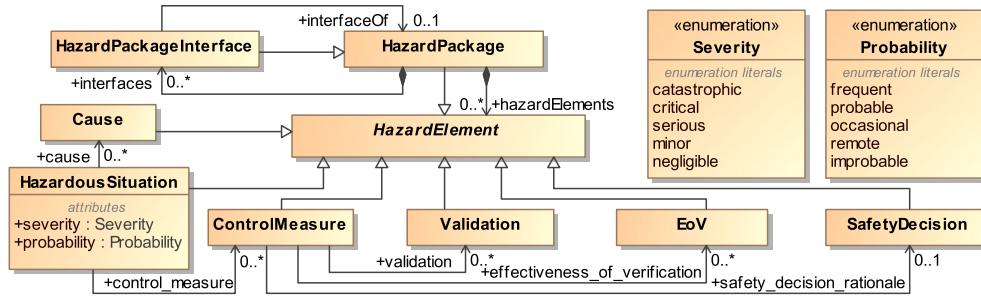 +interfaceOf 0..1
HazardPackageInterface
HazardPackage
+interfaces 0..*
0..* +hazardElements
«enumeration»
Severity
enumeration literals
catastrophic
critical
serious
minor
negligible
«enumeration»
Probability
enumeration literals
frequent
probable
occasional
remote
improbable
Cause
HazardElement
+cause 0..*
HazardousSituation
attributes
+severity : Severity
+probability : Probability
ControlMeasure
Validation
EoV
SafetyDecision
+control_measure 0..*
+validation 0..*
+effectiveness_of_verification 0..*
+safety_decision_rationale 0..1